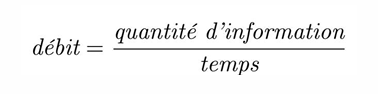 débit = quantité d'information
temps